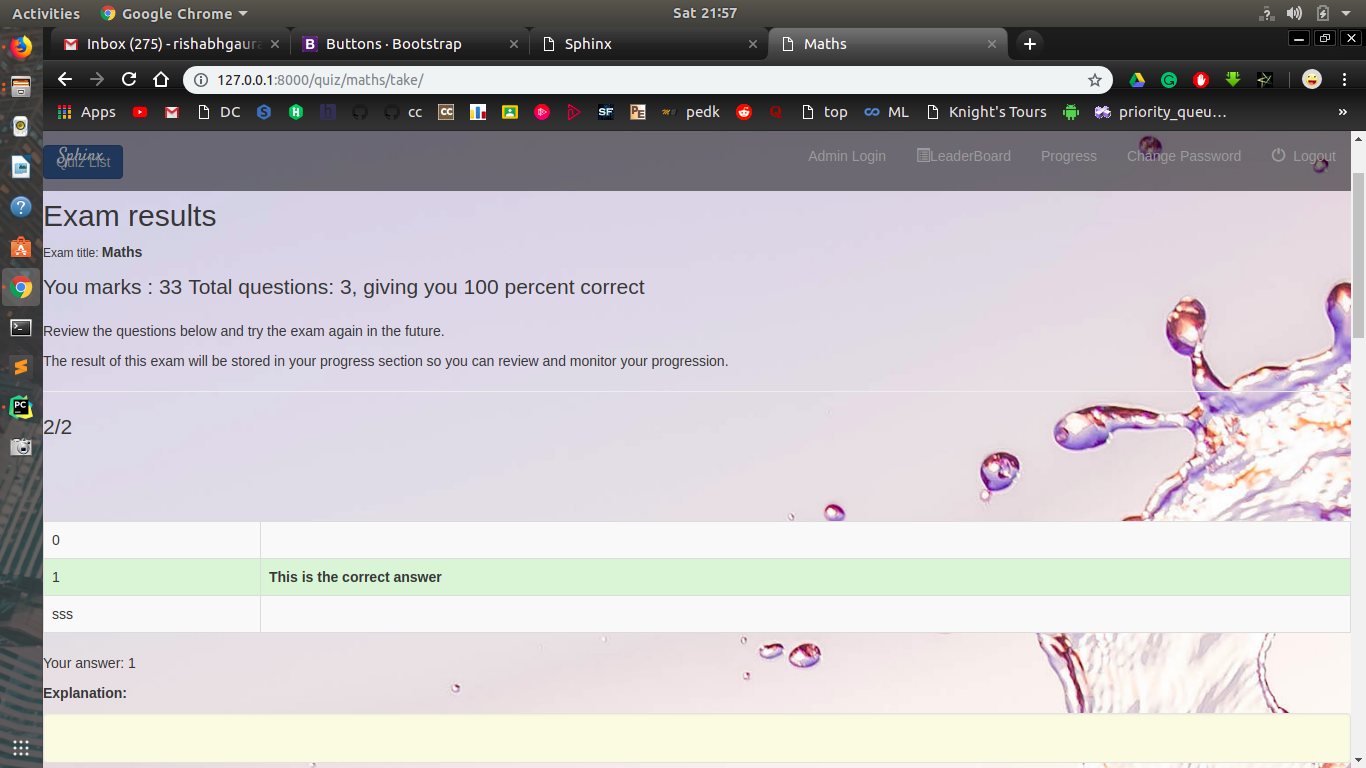 Activities Google Chrome Sat 21:57
Inbox (275) - rishabhgaura Buttons · Bootstrap Sphinx Maths
127.0.0.1:8000/quiz/maths/take/
Apps DC cc CC SF PE pedk top ML Knight's Tours priority_queu… »
Sphinx
Quiz List
Admin Login LeaderBoard Progress Change Password Logout
Exam results
Exam title: Maths
You marks : 33 Total questions: 3, giving you 100 percent correct
Review the questions below and try the exam again in the future.
The result of this exam will be stored in your progress section so you can review and monitor your progression.
2/2
0
1 This is the correct answer
sss
Your answer: 1
Explanation: